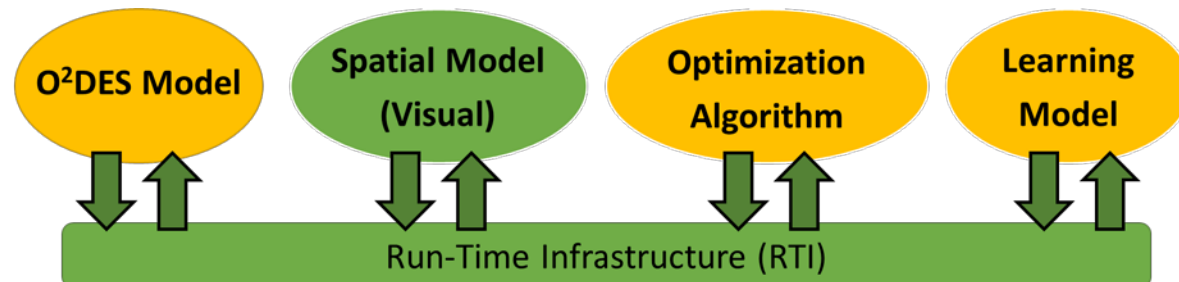 O²DES Model
Spatial Model
(Visual)
Optimization
Algorithm
Learning
Model
Run-Time Infrastructure (RTI)